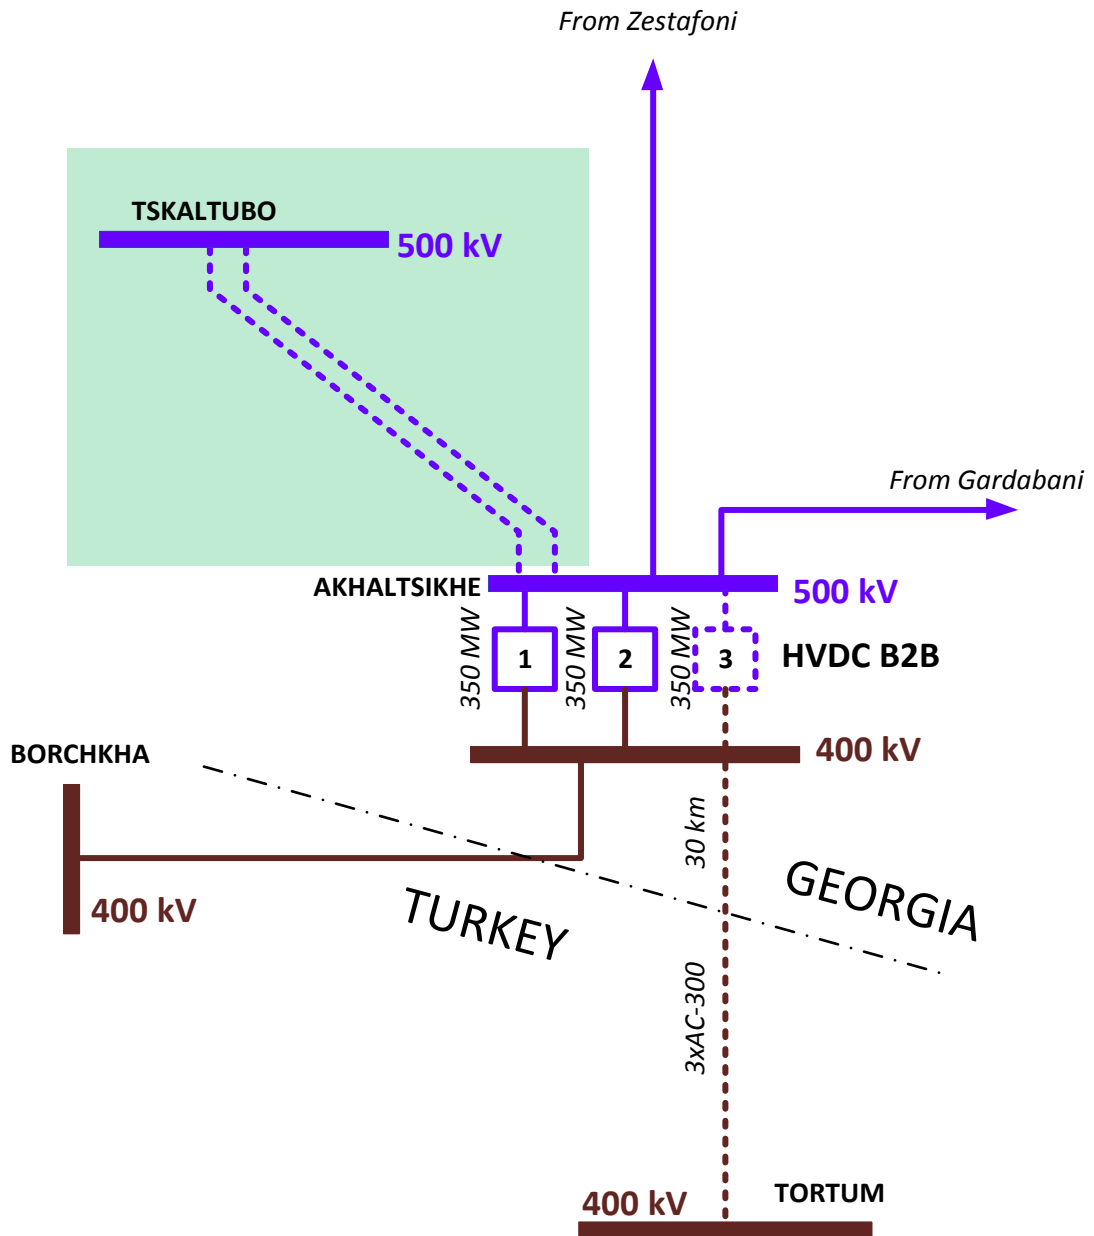 From Zestafoni
TSKALTUBO
500 kV
From Gardabani
AKHALTSIKHE
500 kV
350 MW
1
350 MW
2
350 MW
3
HVDC B2B
BORCHKHA
400 kV
400 kV
30 km
TURKEY
GEORGIA
3xAC-300
400 kV
TORTUM